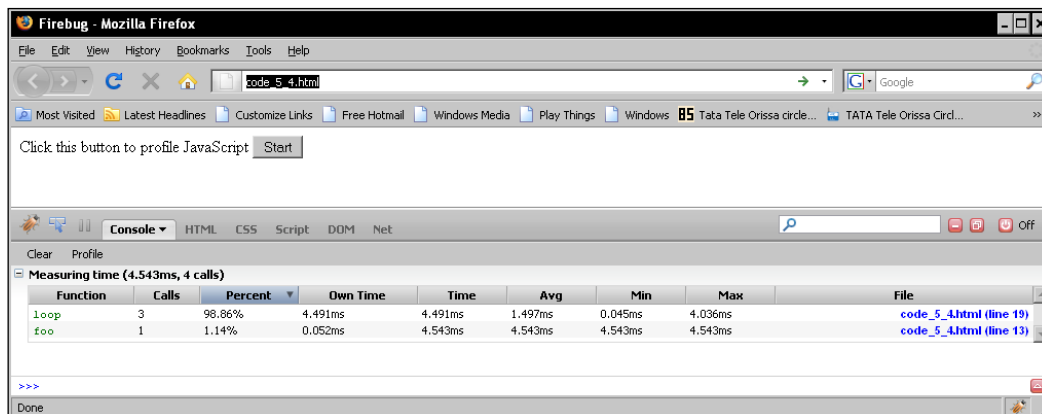 Firebug - Mozilla Firefox
File Edit View History Bookmarks Tools Help
code_5_4.html
G Google
Most Visited Latest Headlines Customize Links Free Hotmail Windows Media Play Things Windows 85 Tata Tele Orissa circle... TATA Tele Orissa Circl... »
Click this button to profile JavaScript Start
Console HTML CSS Script DOM Net Off
Clear Profile
Measuring time (4.543ms, 4 calls)
Function Calls Percent Own Time Time Avg Min Max File
loop 3 98.86% 4.491ms 4.491ms 1.497ms 0.045ms 4.036ms code_5_4.html (line 19)
foo 1 1.14% 0.052ms 4.543ms 4.543ms 4.543ms 4.543ms code_5_4.html (line 13)
>>>
Done